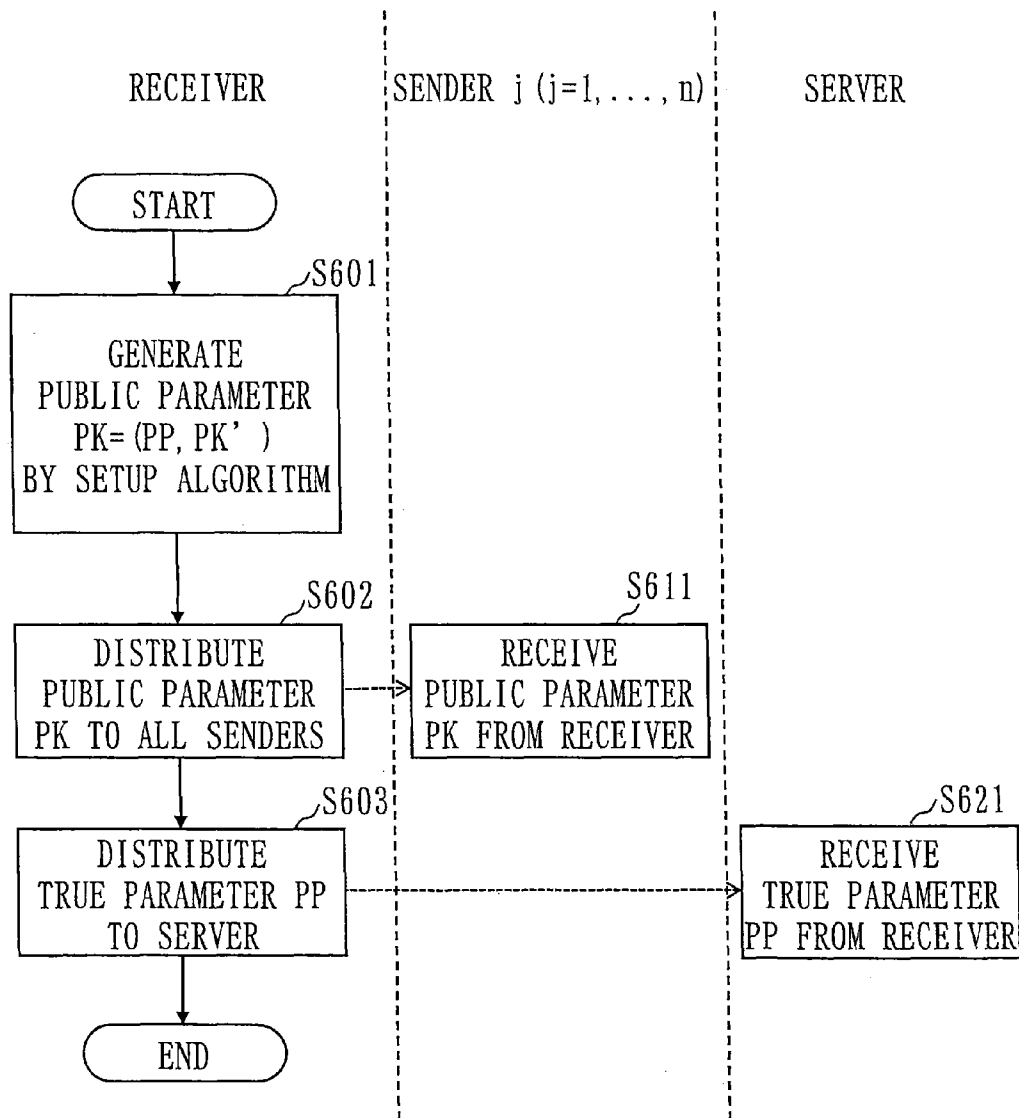 RECEIVER
SENDER j (j=1, ..., n)
SERVER
START
S601
GENERATE
PUBLIC PARAMETER
PK=(PP, PK’ )
BY SETUP ALGORITHM
S602
DISTRIBUTE
PUBLIC PARAMETER
PK TO ALL SENDERS
S611
RECEIVE
PUBLIC PARAMETER
PK FROM RECEIVER
S603
DISTRIBUTE
TRUE PARAMETER PP
TO SERVER
S621
RECEIVE
TRUE PARAMETER
PP FROM RECEIVER
END